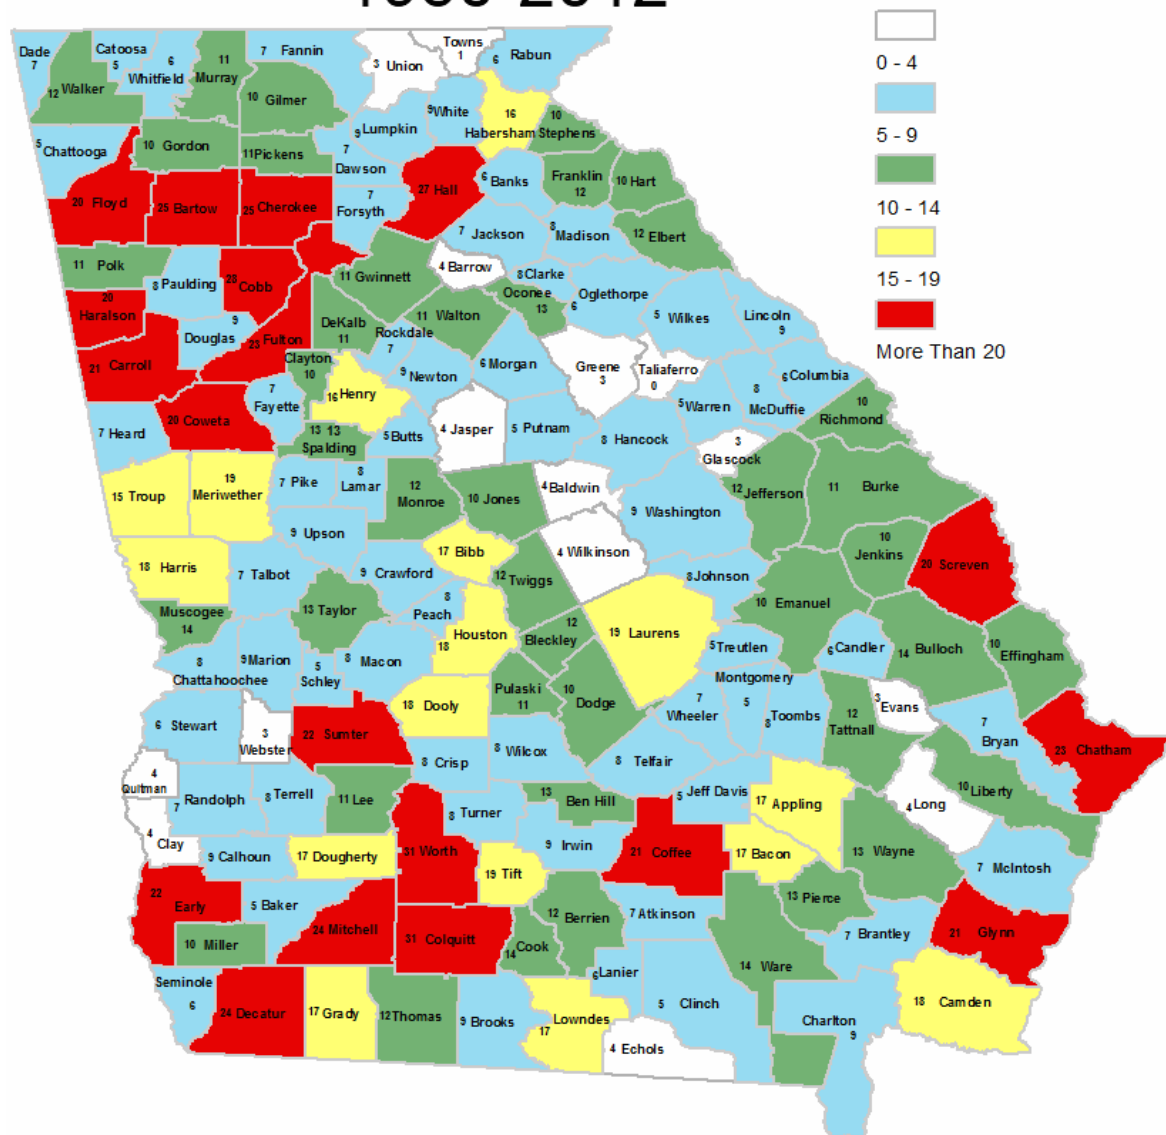 1950-2012
0 - 4
5 - 9
10 - 14
15 - 19
More Than 20
Dade
7
Catoosa
5
6
Whitfield
11
Murray
7 Fannin
3 Union
Towns
1
6 Rabun
12 Walker
10 Gilmer
9 White
16
Habersham
10
Stephens
9 Lumpkin
5 Chattooga
10 Gordon
11 Pickens
7
Dawson
27 Hall
6 Banks
Franklin
12
10 Hart
20 Floyd
25 Bartow
25 Cherokee
7
Forsyth
7 Jackson
8 Madison
12 Elbert
11 Polk
8 Paulding
Cobb
11 Gwinnett
4 Barrow
8 Clarke
Oconee
13
Oglethorpe
6
5 Wilkes
Lincoln
9
20
Haralson
9
Douglas
23 Fulton
DeKalb
11
Rockdale
7
11 Walton
6 Morgan
Greene
3
Taliaferro
0
6 Columbia
21 Carroll
Clayton
10
16 Henry
9 Newton
8
McDuffie
5 Warren
10
Richmond
7 Heard
20 Coweta
7
Fayette
13 13
Spalding
5 Butts
4 Jasper
5 Putnam
8 Hancock
3
Glascock
15 Troup
19
Meriwether
7 Pike
8
Lamar
12
Monroe
10 Jones
4 Baldwin
9 Washington
12 Jefferson
11 Burke
9 Upson
17 Bibb
4 Wilkinson
10
Jenkins
20 Screven
18 Harris
7 Talbot
9 Crawford
12 Twiggs
8 Johnson
10 Emanuel
Muscogee
14
13 Taylor
8
Peach
Houston
18
12
Bleckley
19 Laurens
5 Treutlen
6 Candler
14 Bulloch
10
Effingham
8
Chattahoochee
9 Marion
5
Schley
8 Macon
Montgomery
5
6 Stewart
3
Webster
22 Sumter
18 Dooly
Pulaski
11
10
Dodge
7
Wheeler
8 Toombs
12
Tattnall
3
Evans
7
Bryan
Chatham
4
Quitman
7 Randolph
8 Terrell
11 Lee
8 Crisp
8 Wilcox
8 Telfair
5 Jeff Davis
17 Appling
4 Long
10 Liberty
4
Clay
9 Calhoun
17 Dougherty
31 Worth
8 Turner
13
Ben Hill
9 Irwin
21 Coffee
17 Bacon
13 Wayne
7 McIntosh
22
Early
5 Baker
24 Mitchell
19 Tift
12
Berrien
7 Atkinson
13 Pierce
7 Brantley
21 Glynn
10 Miller
31 Colquitt
14 Cook
6 Lanier
14 Ware
18 Camden
Seminole
6
24 Decatur
17 Grady
12 Thomas
9 Brooks
17 Lowndes
4 Echols
5 Clinch
Charlton
9